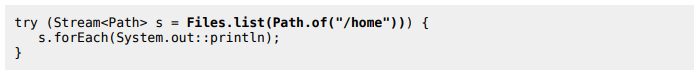 try (Stream<Path> s = Files.list(Path.of("/home"))) {
   s.forEach(System.out::println);
}